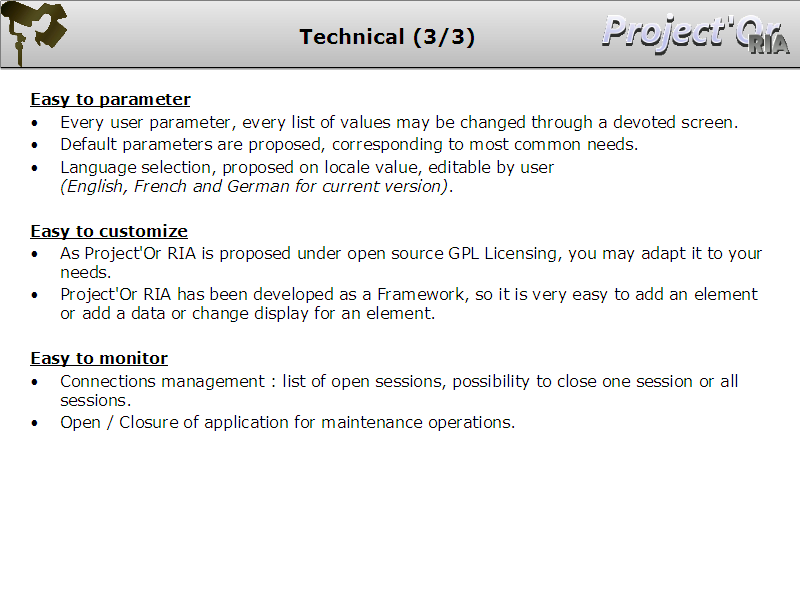 Technical (3/3)
Project'Or
RIA
Easy to parameter
• Every user parameter, every list of values may be changed through a devoted screen.
• Default parameters are proposed, corresponding to most common needs.
• Language selection, proposed on locale value, editable by user
(English, French and German for current version).
Easy to customize
• As Project'Or RIA is proposed under open source GPL Licensing, you may adapt it to your
needs.
• Project'Or RIA has been developed as a Framework, so it is very easy to add an element
or add a data or change display for an element.
Easy to monitor
• Connections management : list of open sessions, possibility to close one session or all
sessions.
• Open / Closure of application for maintenance operations.